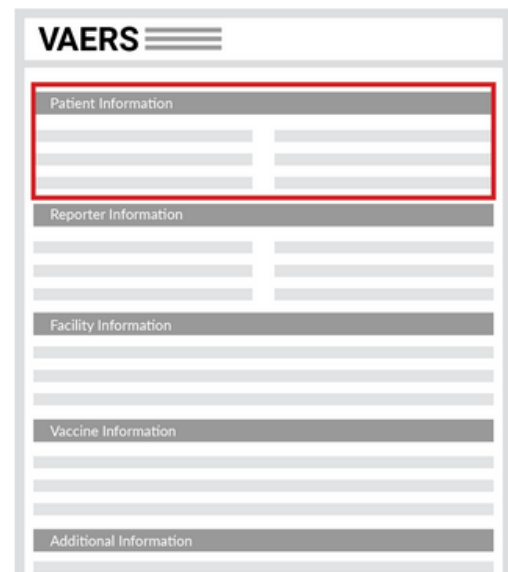 VAERS
Patient Information
Reporter Information
Facility Information
Vaccine Information
Additional Information